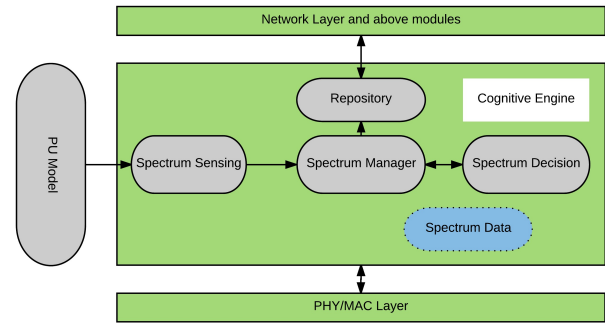 Network Layer and above modules
Repository
Cognitive Engine
PU Model
Spectrum Sensing
Spectrum Manager
Spectrum Decision
Spectrum Data
PHY/MAC Layer